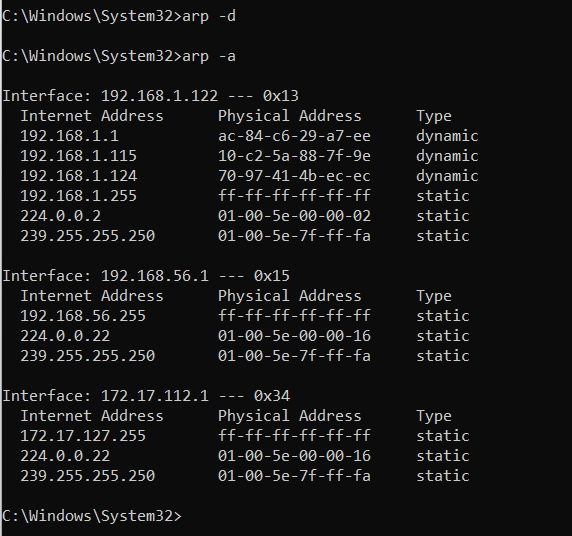 C:\Windows\System32>arp -d
C:\Windows\System32>arp -a
Interface: 192.168.1.122 --- 0x13
Internet Address Physical Address Type
192.168.1.1 ac-84-c6-29-a7-ee dynamic
192.168.1.115 10-c2-5a-88-7f-9e dynamic
192.168.1.124 70-97-41-4b-ec-ec dynamic
192.168.1.255 ff-ff-ff-ff-ff-ff static
224.0.0.2 01-00-5e-00-00-02 static
239.255.255.250 01-00-5e-7f-ff-fa static
Interface: 192.168.56.1 --- 0x15
Internet Address Physical Address Type
192.168.56.255 ff-ff-ff-ff-ff-ff static
224.0.0.22 01-00-5e-00-00-16 static
239.255.255.250 01-00-5e-7f-ff-fa static
Interface: 172.17.112.1 --- 0x34
Internet Address Physical Address Type
172.17.127.255 ff-ff-ff-ff-ff-ff static
224.0.0.22 01-00-5e-00-00-16 static
239.255.255.250 01-00-5e-7f-ff-fa static
C:\Windows\System32>